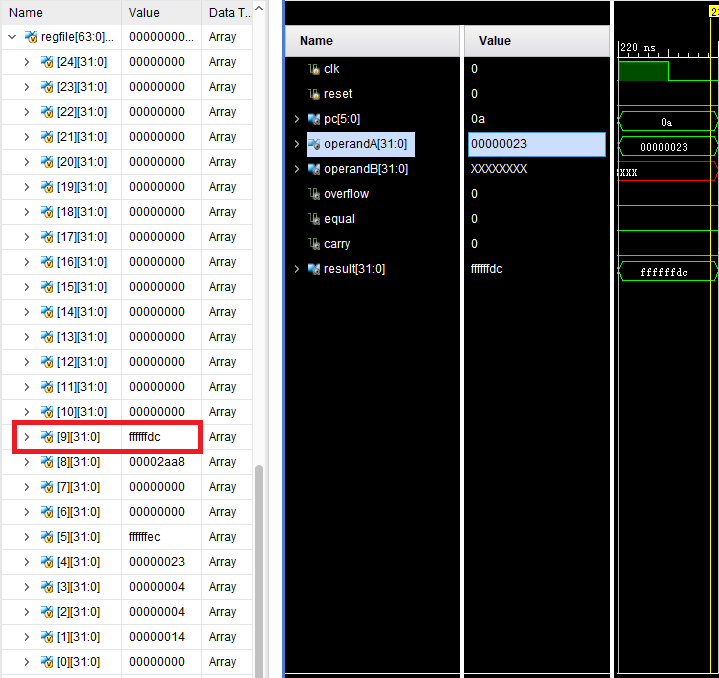 Name Value Data T...
regfile[63:0]... 00000000... Array
[24][31:0] 00000000 Array
[23][31:0] 00000000 Array
[22][31:0] 00000000 Array
[21][31:0] 00000000 Array
[20][31:0] 00000000 Array
[19][31:0] 00000000 Array
[18][31:0] 00000000 Array
[17][31:0] 00000000 Array
[16][31:0] 00000000 Array
[15][31:0] 00000000 Array
[14][31:0] 00000000 Array
[13][31:0] 00000000 Array
[12][31:0] 00000000 Array
[11][31:0] 00000000 Array
[10][31:0] 00000000 Array
[9][31:0] ffffffdc Array
[8][31:0] 00002aa8 Array
[7][31:0] 00000000 Array
[6][31:0] 00000000 Array
[5][31:0] ffffffec Array
[4][31:0] 00000023 Array
[3][31:0] 00000004 Array
[2][31:0] 00000004 Array
[1][31:0] 00000014 Array
[0][31:0] 00000000 Array
Name Value
clk 0
reset 0
pc[5:0] 0a
operandA[31:0] 00000023
operandB[31:0] XXXXXXXX
overflow 0
equal 0
carry 0
result[31:0] ffffffdc
220 ns
0a
00000023
XXX
ffffffdc